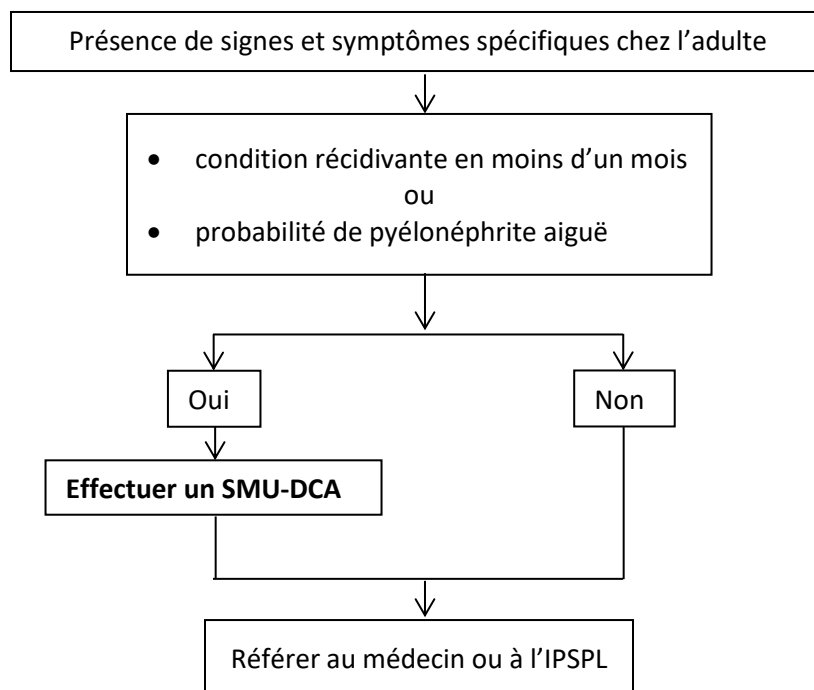 Présence de signes et symptômes spécifiques chez l’adulte
• condition récidivante en moins d’un mois
ou
• probabilité de pyélonéphrite aiguë
Oui
Non
Effectuer un SMU-DCA
Référer au médecin ou à l’IPSPL